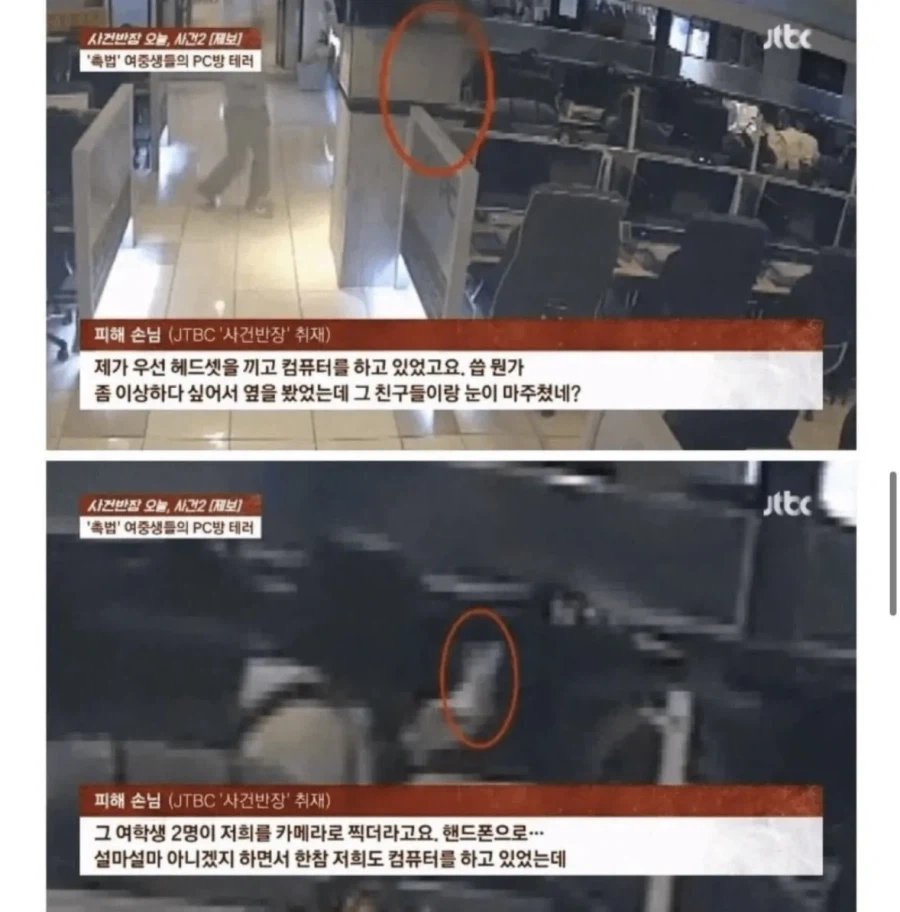 사건반장 오늘, 사건2 [제보]
'촉법' 여중생들의 PC방 테러
jtbc
피해 손님 (JTBC '사건반장' 취재)
제가 우선 헤드셋을 끼고 컴퓨터를 하고 있었고요. 씁 뭔가
좀 이상하다 싶어서 옆을 봤었는데 그 친구들이랑 눈이 마주쳤네?
사건반장 오늘, 사건2 [제보]
'촉법' 여중생들의 PC방 테러
jtbc
피해 손님 (JTBC '사건반장' 취재)
그 여학생 2명이 저희를 카메라로 찍더라고요. 핸드폰으로…
설마설마 아니겠지 하면서 한참 저희도 컴퓨터를 하고 있었는데